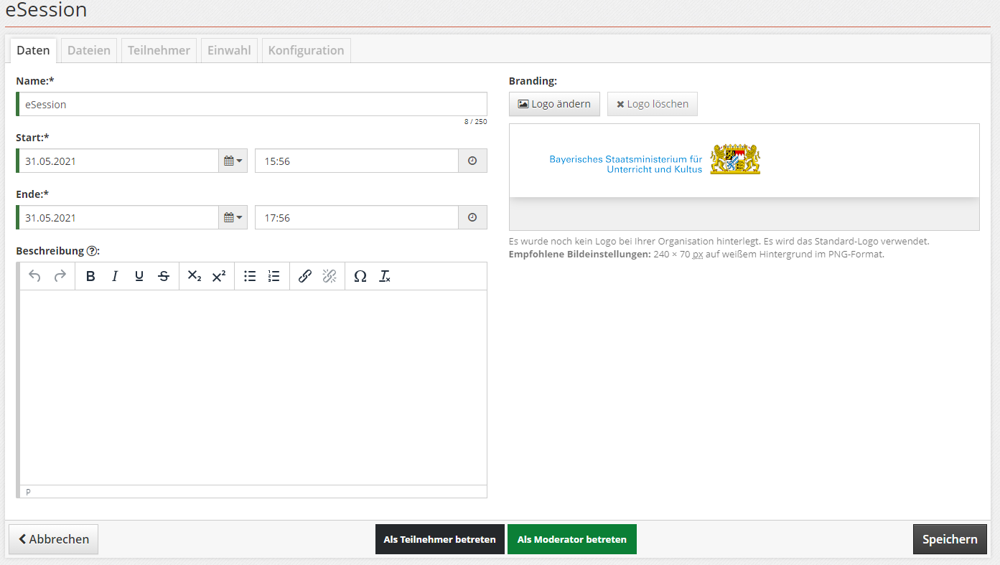 eSession
Daten Dateien Teilnehmer Einwahl Konfiguration
Name:*
eSession
8 / 250
Start:*
31.05.2021 15:56
Ende:*
31.05.2021 17:56
Beschreibung ?:
B I U S X₂ X² Ω Ix
P
Branding:
Logo ändern Logo löschen
Bayerisches Staatsministerium für
Unterricht und Kultus
Es wurde noch kein Logo bei Ihrer Organisation hinterlegt. Es wird das Standard-Logo verwendet.
Empfohlene Bildeinstellungen: 240 × 70 px auf weißem Hintergrund im PNG-Format.
Abbrechen Als Teilnehmer betreten Als Moderator betreten Speichern